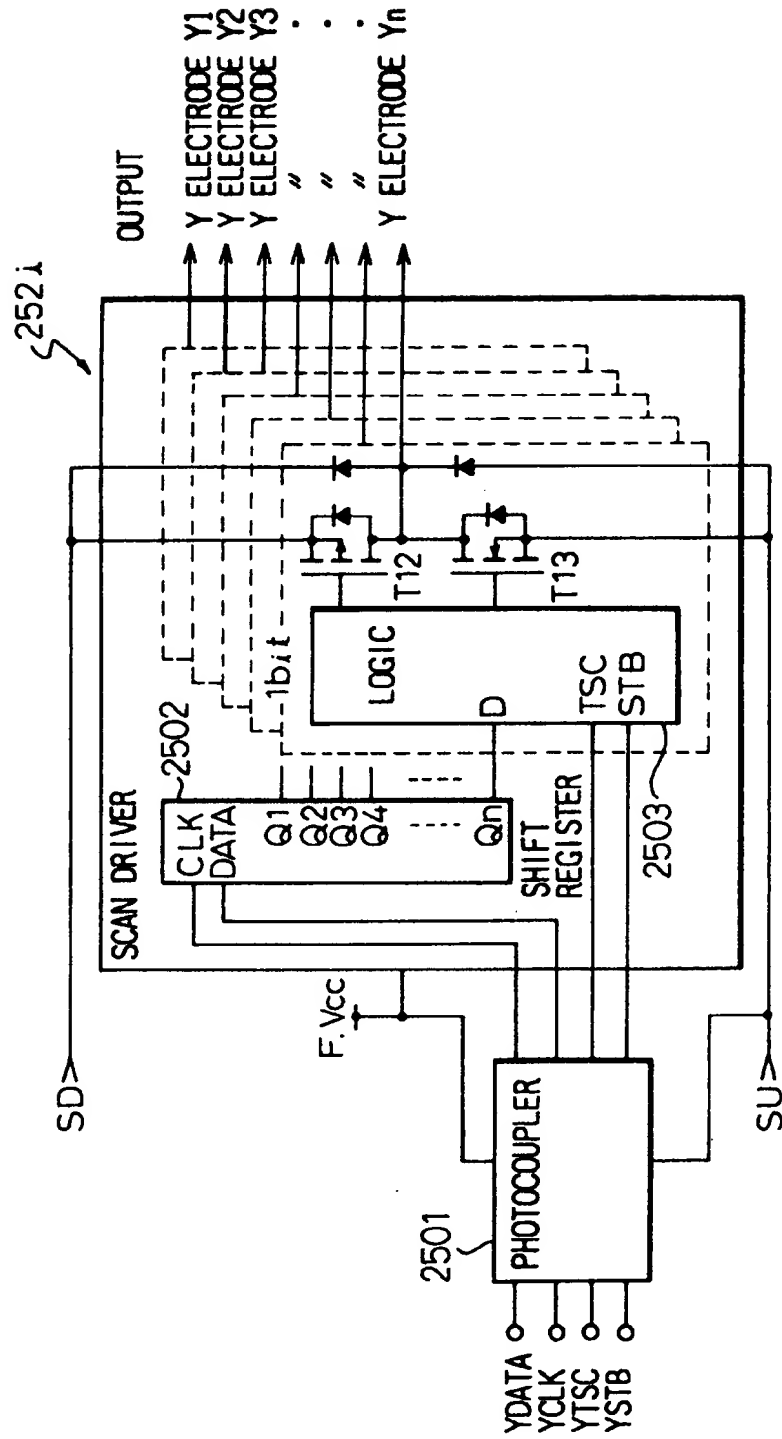 252i
OUTPUT
SCAN DRIVER
2502
CLK
DATA
Q1
Q2
Q3
Q4
Qn
SHIFT
REGISTER
1bit
LOGIC
D
TSC
STB
2503
T12
T13
Y ELECTRODE Y1
Y ELECTRODE Y2
Y ELECTRODE Y3
〃
〃
〃
Y ELECTRODE Yn
SD
F.Vcc
SU
2501
PHOTOCOUPLER
YDATA
YCLK
YTSC
YSTB